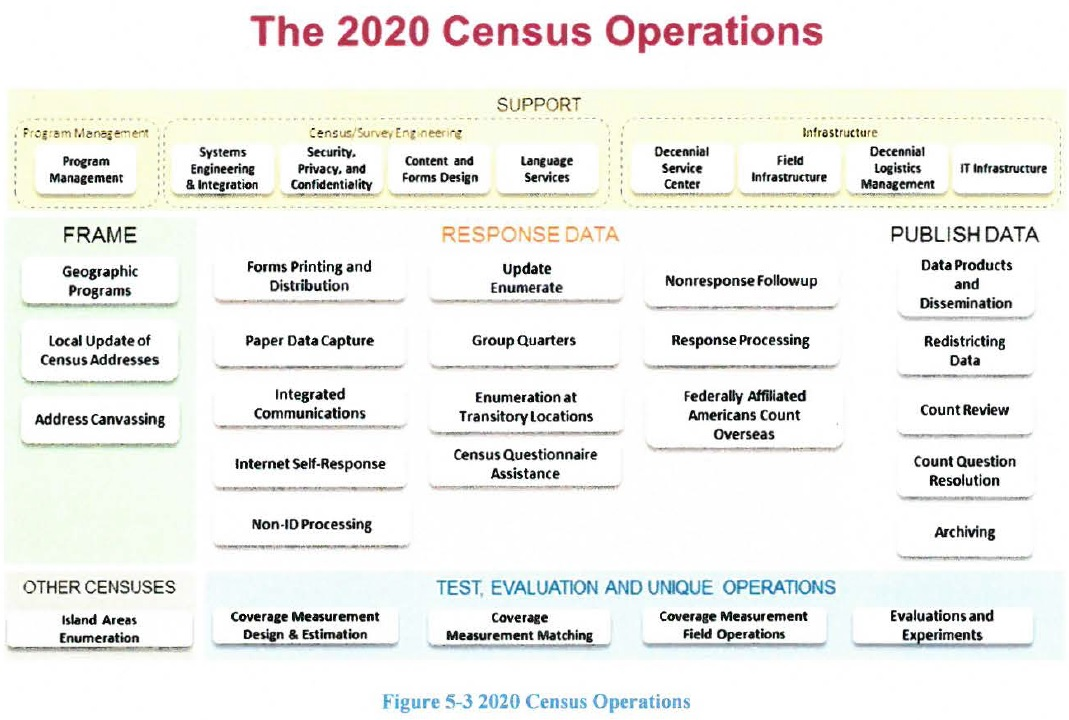 The 2020 Census Operations
SUPPORT
Program Management
Program
Management
Census/Survey Engineering
Systems
Engineering
& Integration
Security,
Privacy, and
Confidentiality
Content and
Forms Design
Language
Services
Infrastructure
Decennial
Service
Center
Field
Infrastructure
Decennial
Logistics
Management
IT Infrastructure
FRAME
Geographic
Programs
Local Update of
Census Addresses
Address Canvassing
RESPONSE DATA
Forms Printing and
Distribution
Paper Data Capture
Integrated
Communications
Internet Self-Response
Non-ID Processing
Update
Enumerate
Group Quarters
Enumeration at
Transitory Locations
Census Questionnaire
Assistance
Nonresponse Followup
Response Processing
Federally Affiliated
Americans Count
Overseas
PUBLISH DATA
Data Products
and
Dissemination
Redistricting
Data
Count Review
Count Question
Resolution
Archiving
OTHER CENSUSES
Island Areas
Enumeration
TEST, EVALUATION AND UNIQUE OPERATIONS
Coverage Measurement
Design & Estimation
Coverage
Measurement Matching
Coverage Measurement
Field Operations
Evaluations and
Experiments
Figure 5-3 2020 Census Operations